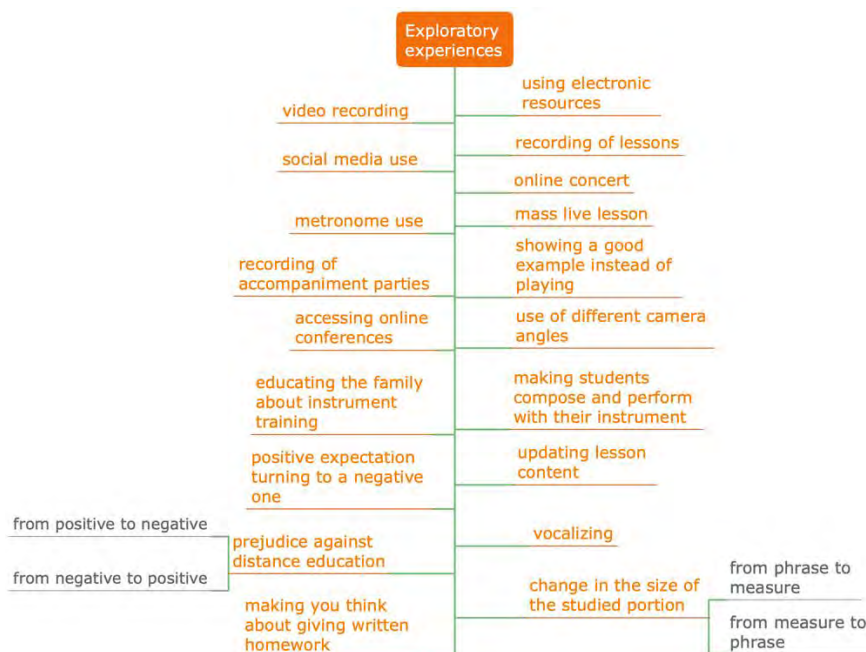 Exploratory
experiences
video recording
social media use
metronome use
recording of
accompaniment parties
accessing online
conferences
educating the family
about instrument
training
positive expectation
turning to a negative
one
from positive to negative
from negative to positive
prejudice against
distance education
making you think
about giving written
homework
using electronic
resources
recording of lessons
online concert
mass live lesson
showing a good
example instead of
playing
use of different camera
angles
making students
compose and perform
with their instrument
updating lesson
content
vocalizing
change in the size of
the studied portion
from phrase to
measure
from measure to
phrase